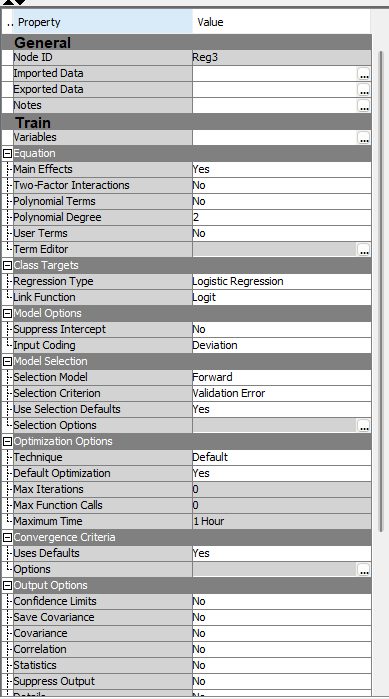 .. Property Value
General
Node ID Reg3
Imported Data ...
Exported Data ...
Notes ...
Train
Variables ...
Equation
Main Effects Yes
Two-Factor Interactions No
Polynomial Terms No
Polynomial Degree 2
User Terms No
Term Editor ...
Class Targets
Regression Type Logistic Regression
Link Function Logit
Model Options
Suppress Intercept No
Input Coding Deviation
Model Selection
Selection Model Forward
Selection Criterion Validation Error
Use Selection Defaults Yes
Selection Options ...
Optimization Options
Technique Default
Default Optimization Yes
Max Iterations 0
Max Function Calls 0
Maximum Time 1 Hour
Convergence Criteria
Uses Defaults Yes
Options ...
Output Options
Confidence Limits No
Save Covariance No
Covariance No
Correlation No
Statistics No
Suppress Output No
Details No